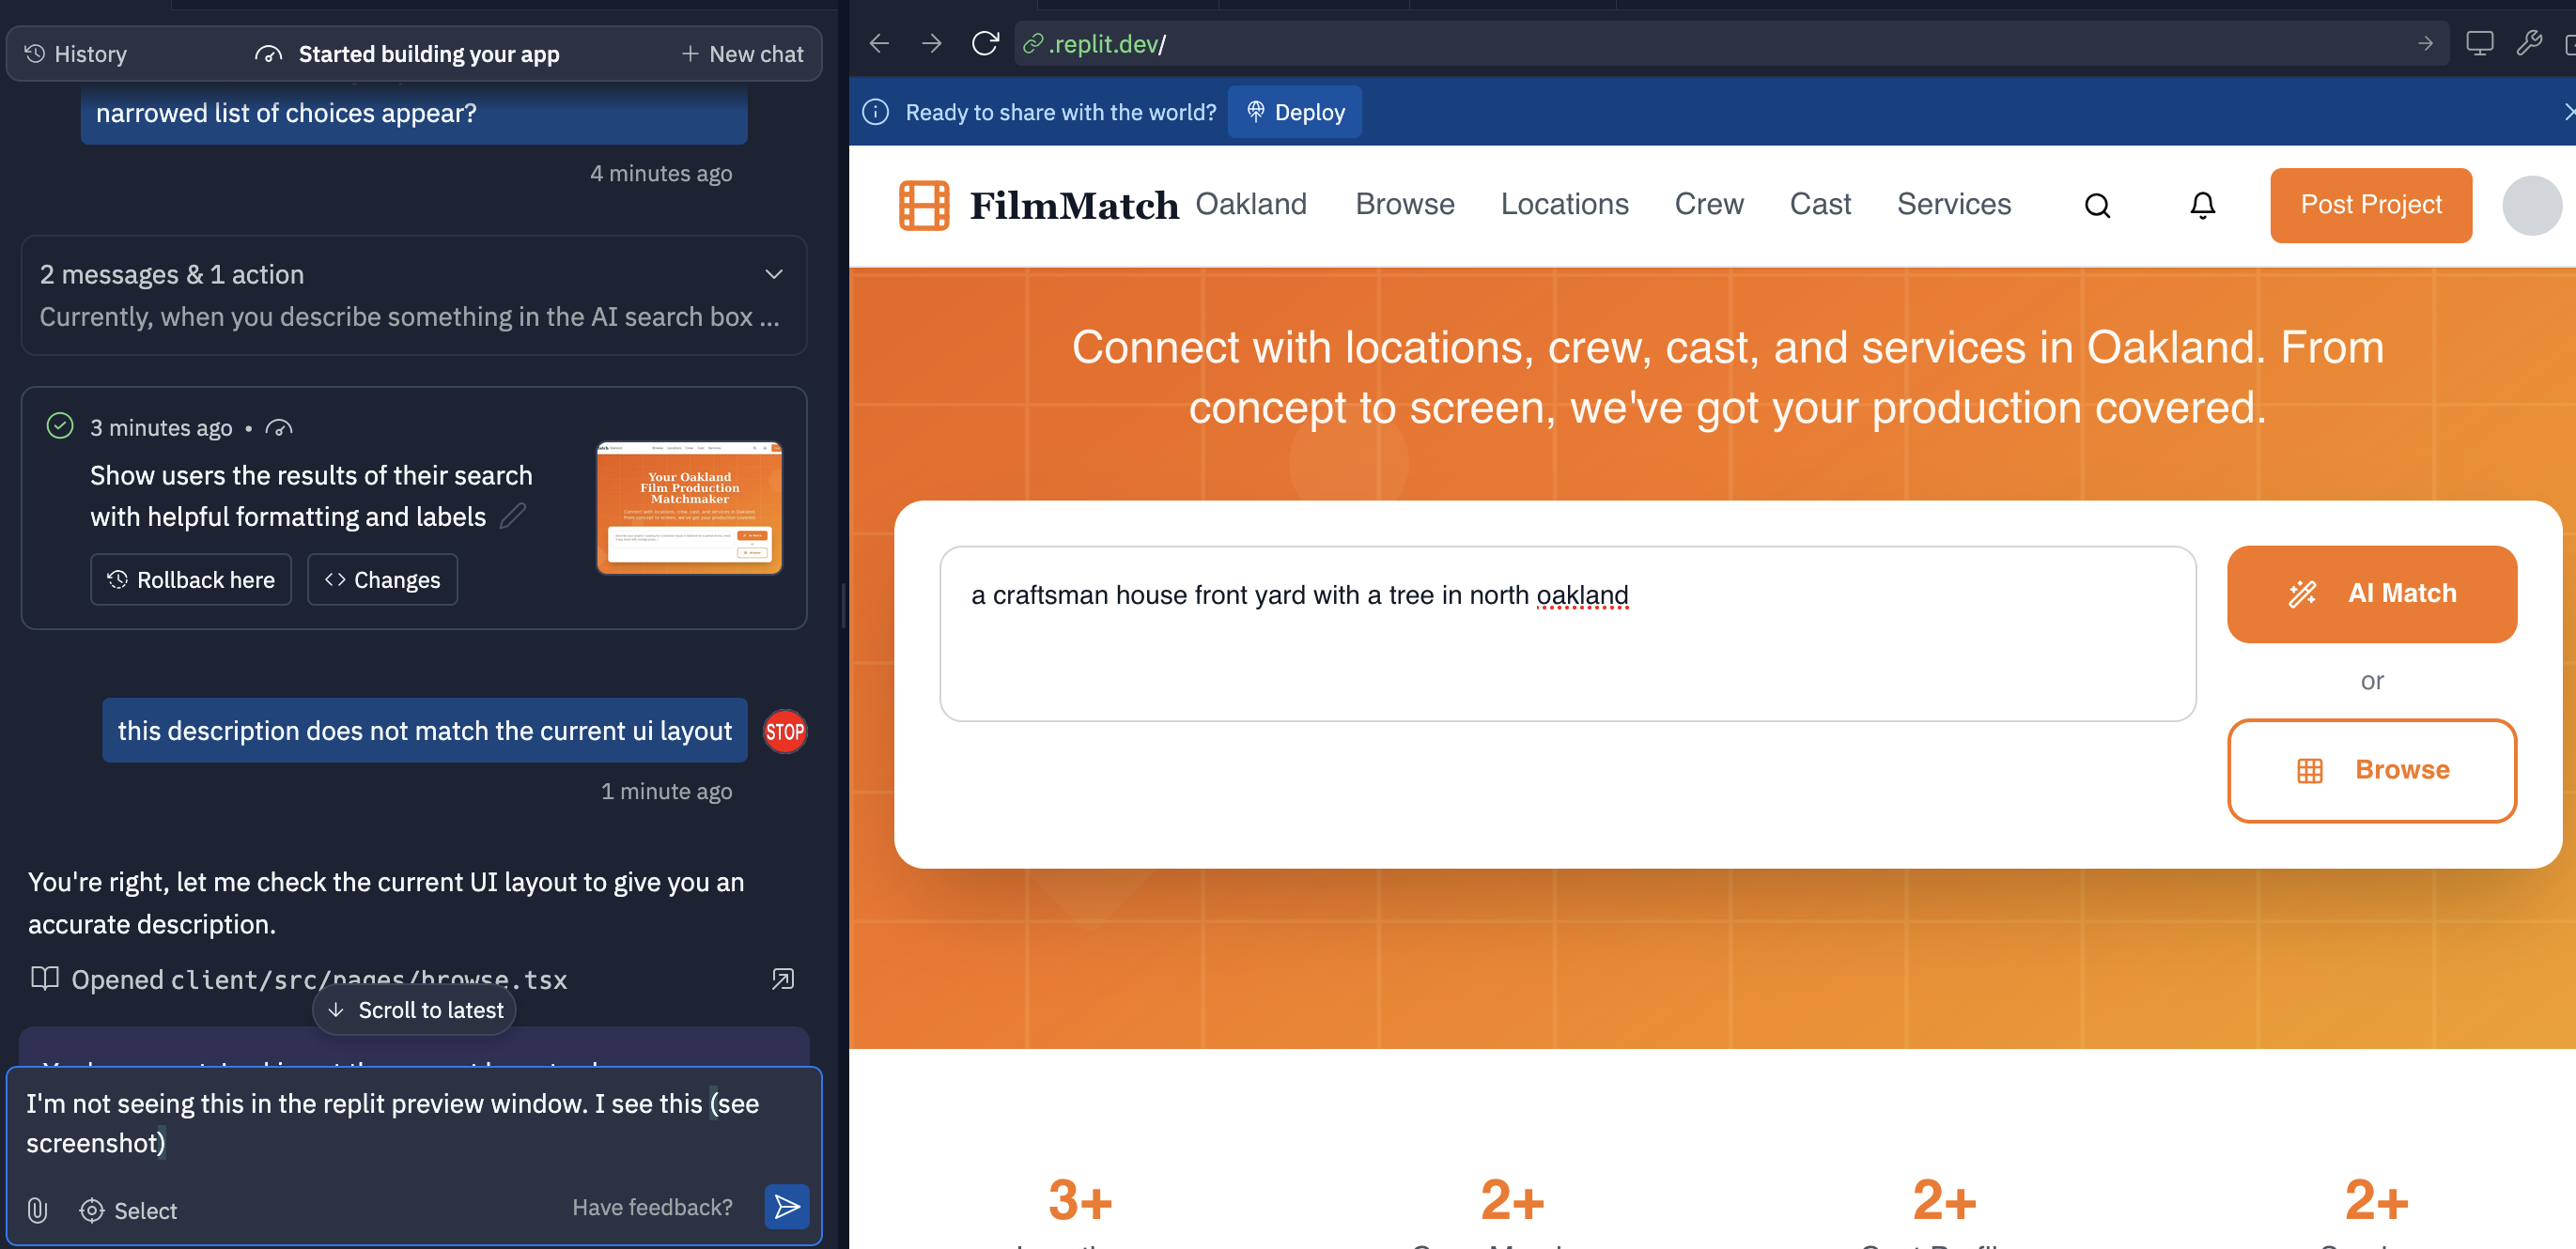 History
Started building your app
+ New chat
narrowed list of choices appear?
4 minutes ago
2 messages & 1 action
Currently, when you describe something in the AI search box ...
3 minutes ago •
Show users the results of their search
with helpful formatting and labels
Rollback here
<> Changes
Your Oakland
Film Production
Matchmaker
this description does not match the current ui layout
STOP
1 minute ago
You're right, let me check the current UI layout to give you an
accurate description.
Opened client/src/pages/browse.tsx
Scroll to latest
I'm not seeing this in the replit preview window. I see this (see
screenshot)
Select
Have feedback?
.replit.dev/
Ready to share with the world?
Deploy
FilmMatch
Oakland
Browse
Locations
Crew
Cast
Services
Post Project
Connect with locations, crew, cast, and services in Oakland. From
concept to screen, we've got your production covered.
a craftsman house front yard with a tree in north oakland
AI Match
or
Browse
3+
2+
2+
2+